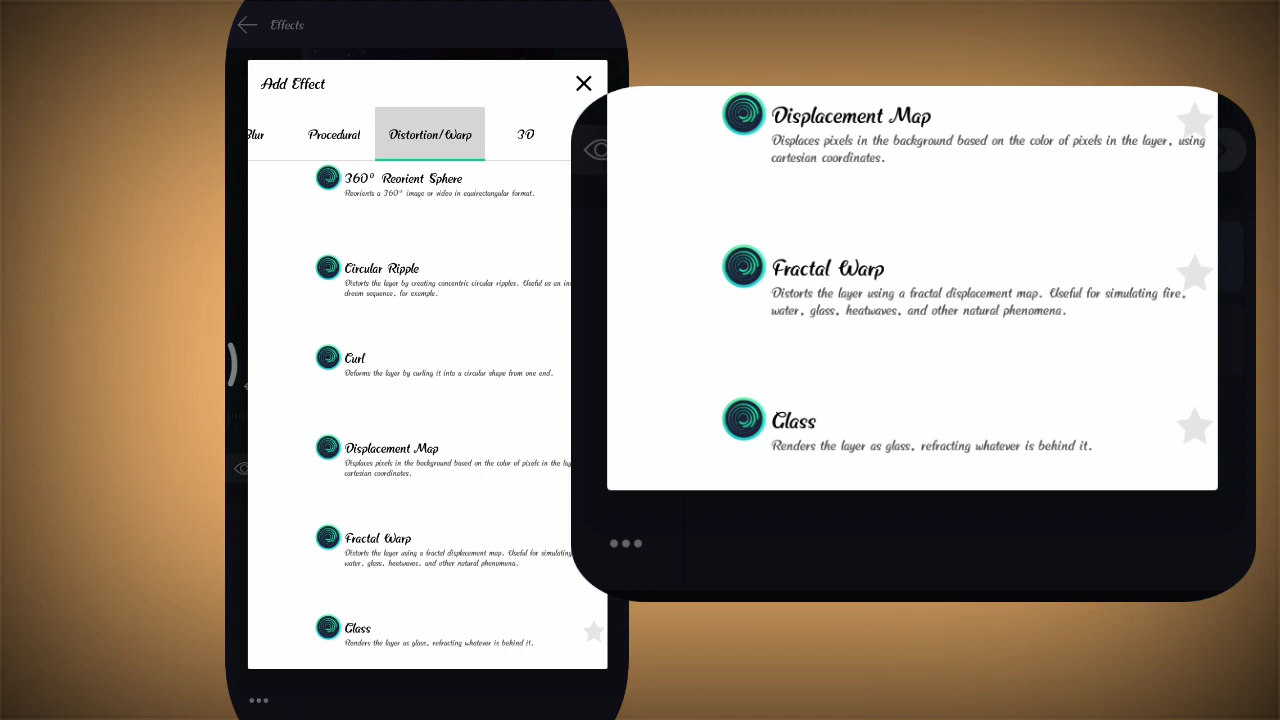 Effects
Add Effect
Blur Procedural Distortion/Warp 3D
360° Reorient Sphere
Reorients a 360° image or video in equirectangular format.
Circular Ripple
Distorts the layer by creating concentric circular ripples. Useful as an in
dream sequence, for example.
Curl
Deforms the layer by curling it into a circular shape from one end.
Displacement Map
Displaces pixels in the background based on the color of pixels in the lay
cartesian coordinates.
Fractal Warp
Distorts the layer using a fractal displacement map. Useful for simulating
water, glass, heatwaves, and other natural phenomena.
Glass
Renders the layer as glass, refracting whatever is behind it.
Displacement Map
Displaces pixels in the background based on the color of pixels in the layer, using
cartesian coordinates.
Fractal Warp
Distorts the layer using a fractal displacement map. Useful for simulating fire,
water, glass, heatwaves, and other natural phenomena.
Glass
Renders the layer as glass, refracting whatever is behind it.